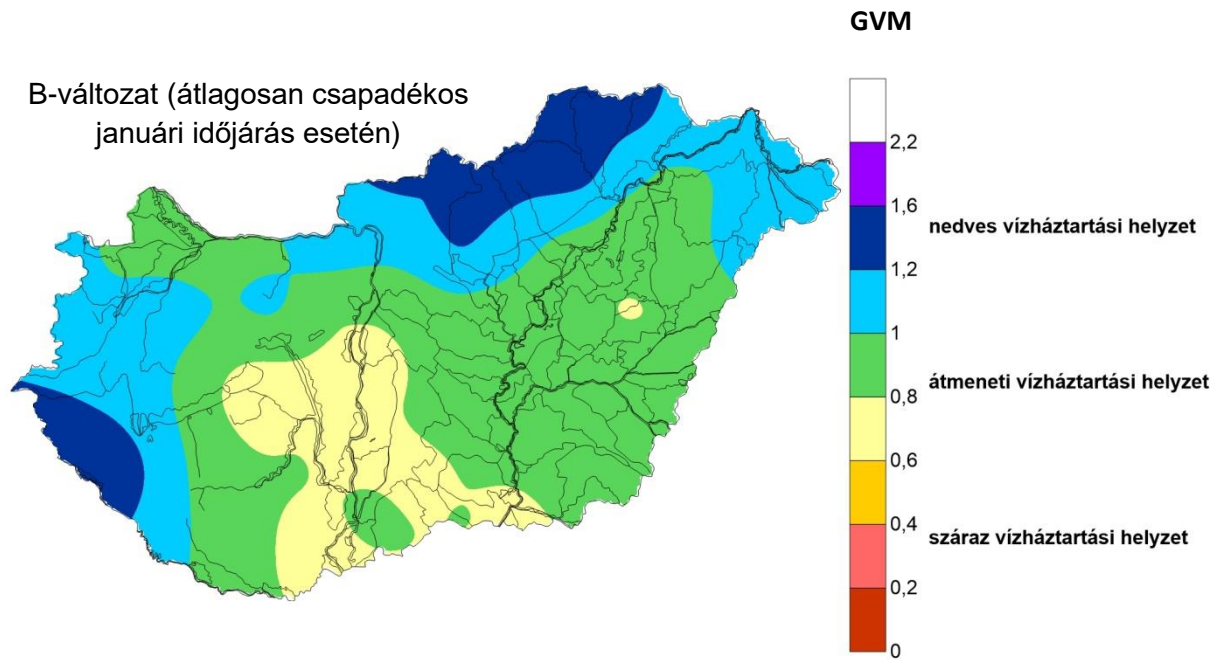 GVM
B-változat (átlagosan csapadékos
januári időjárás esetén)
2,2
1,6
nedves vízháztartási helyzet
1,2
1
átmeneti vízháztartási helyzet
0,8
0,6
0,4
száraz vízháztartási helyzet
0,2
0